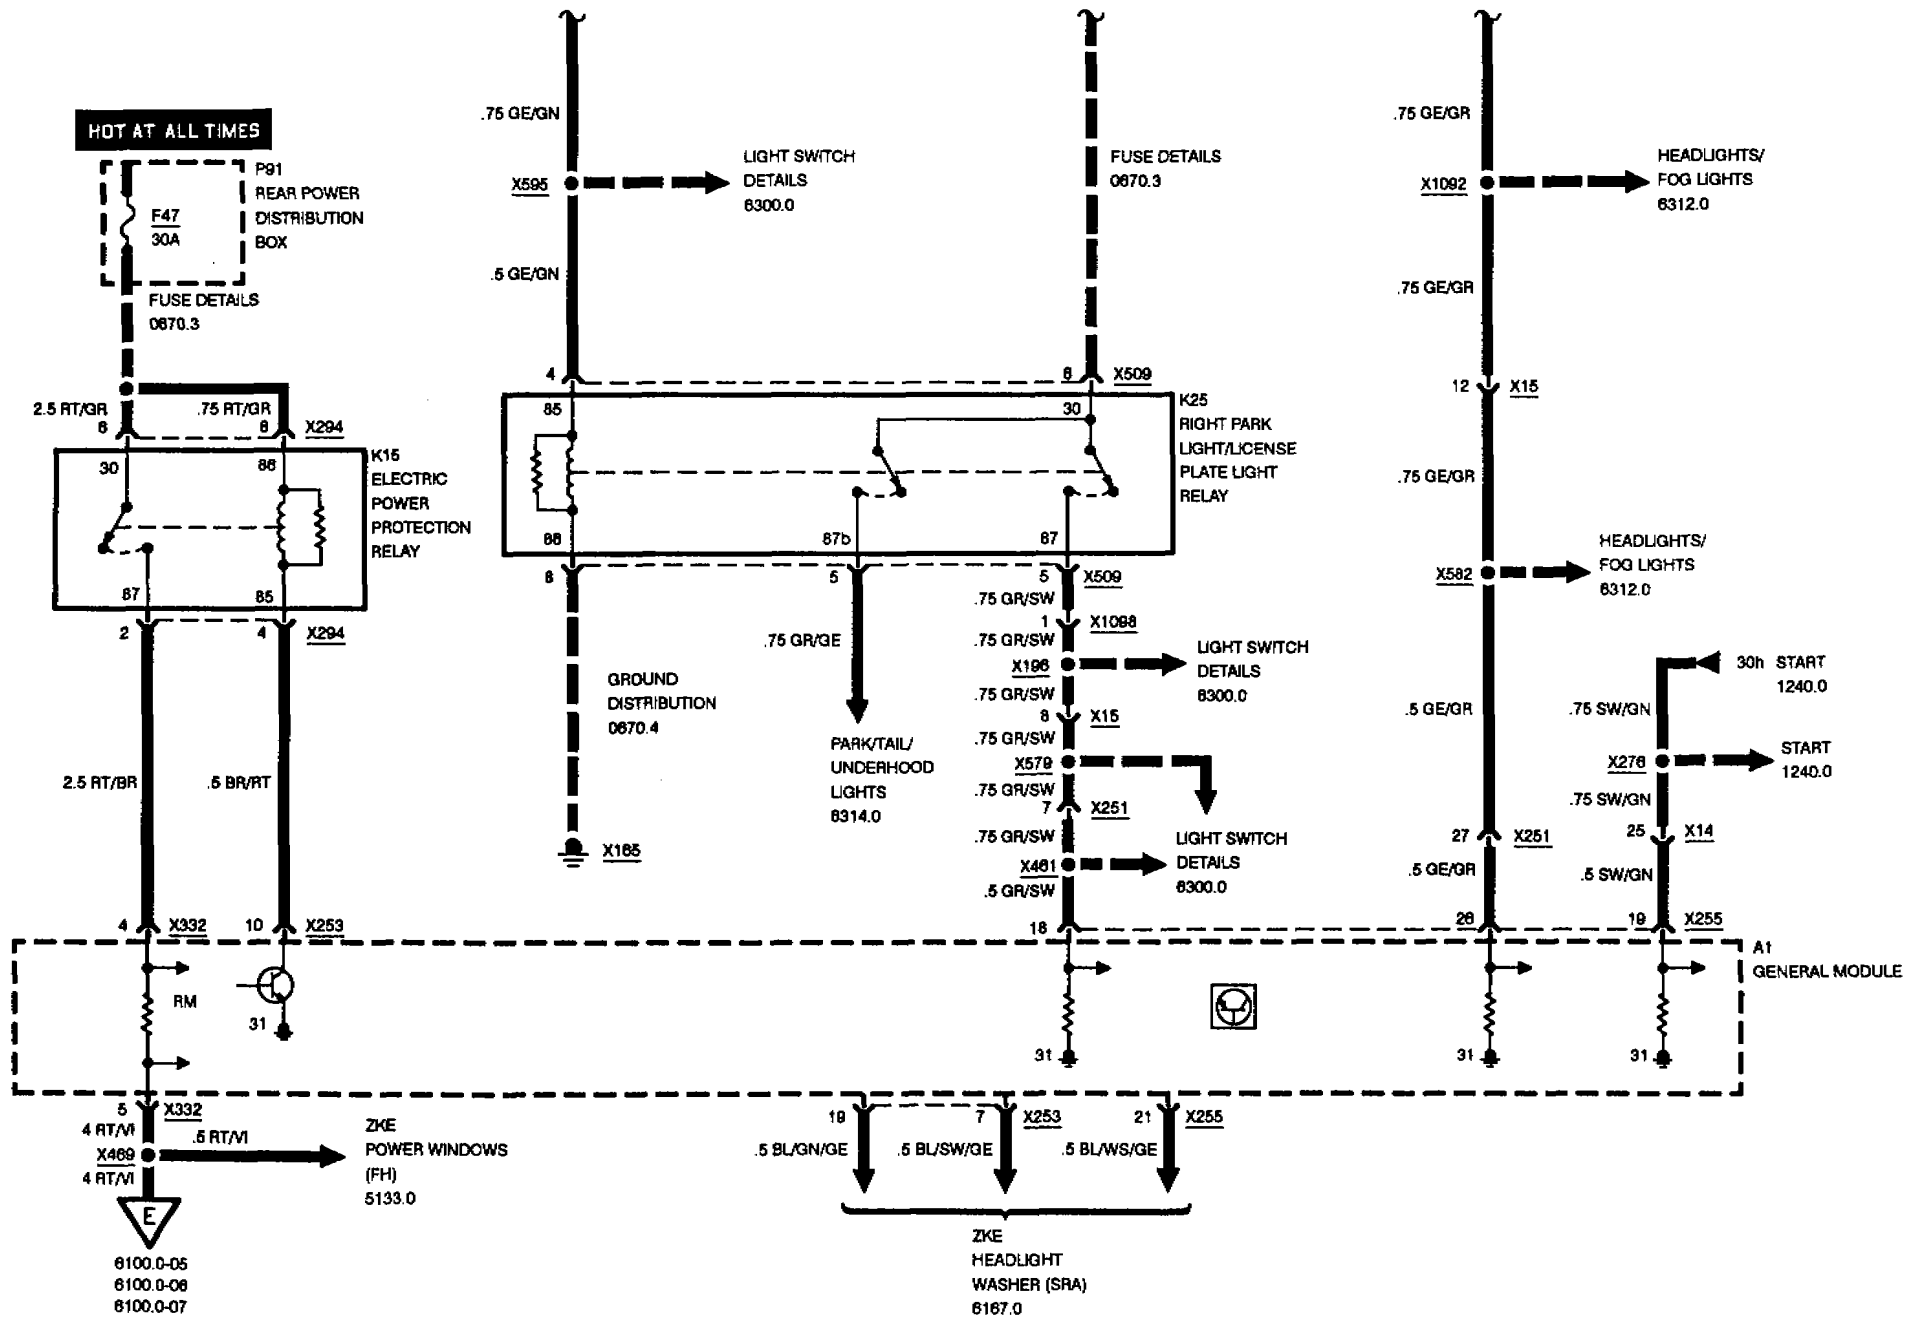 .75 GE/GN
.75 GE/GR
HOT AT ALL TIMES
P91
REAR POWER
DISTRIBUTION
BOX
F47
30A
FUSE DETAILS
0670.3
X595
LIGHT SWITCH
DETAILS
6300.0
FUSE DETAILS
0670.3
X1092
HEADLIGHTS/
FOG LIGHTS
6312.0
.5 GE/GN
.75 GE/GR
2.5 RT/GR
.75 RT/GR
6
8
X294
4
6
X509
12
X15
30
86
K15
ELECTRIC
POWER
PROTECTION
RELAY
87
85
85
30
K25
RIGHT PARK
LIGHT/LICENSE
PLATE LIGHT
RELAY
86
87b
87
.75 GE/GR
2
4
X294
8
5
5
X509
X582
HEADLIGHTS/
FOG LIGHTS
6312.0
.75 GR/SW
1
X1098
.75 GR/SW
X196
LIGHT SWITCH
DETAILS
6300.0
.75 GR/SW
8
X15
.75 GR/SW
X579
.75 GR/SW
7
X251
.75 GR/SW
X461
LIGHT SWITCH
DETAILS
6300.0
.5 GR/SW
.75 GR/GE
GROUND
DISTRIBUTION
0670.4
PARK/TAIL/
UNDERHOOD
LIGHTS
6314.0
X165
30h START
1240.0
.5 GE/GR
.75 SW/GN
X276
START
1240.0
.75 SW/GN
27
X251
25
X14
.5 GE/GR
.5 SW/GN
2.5 RT/BR
.5 BR/RT
4
X332
10
X253
18
26
19
X255
A1
GENERAL MODULE
RM
31
31
31
31
5
X332
4 RT/VI
.5 RT/VI
X469
4 RT/VI
ZKE
POWER WINDOWS
(FH)
5133.0
E
6100.0-05
6100.0-06
6100.0-07
19
7
X253
21
X255
.5 BL/GN/GE
.5 BL/SW/GE
.5 BL/WS/GE
ZKE
HEADLIGHT
WASHER (SRA)
6167.0